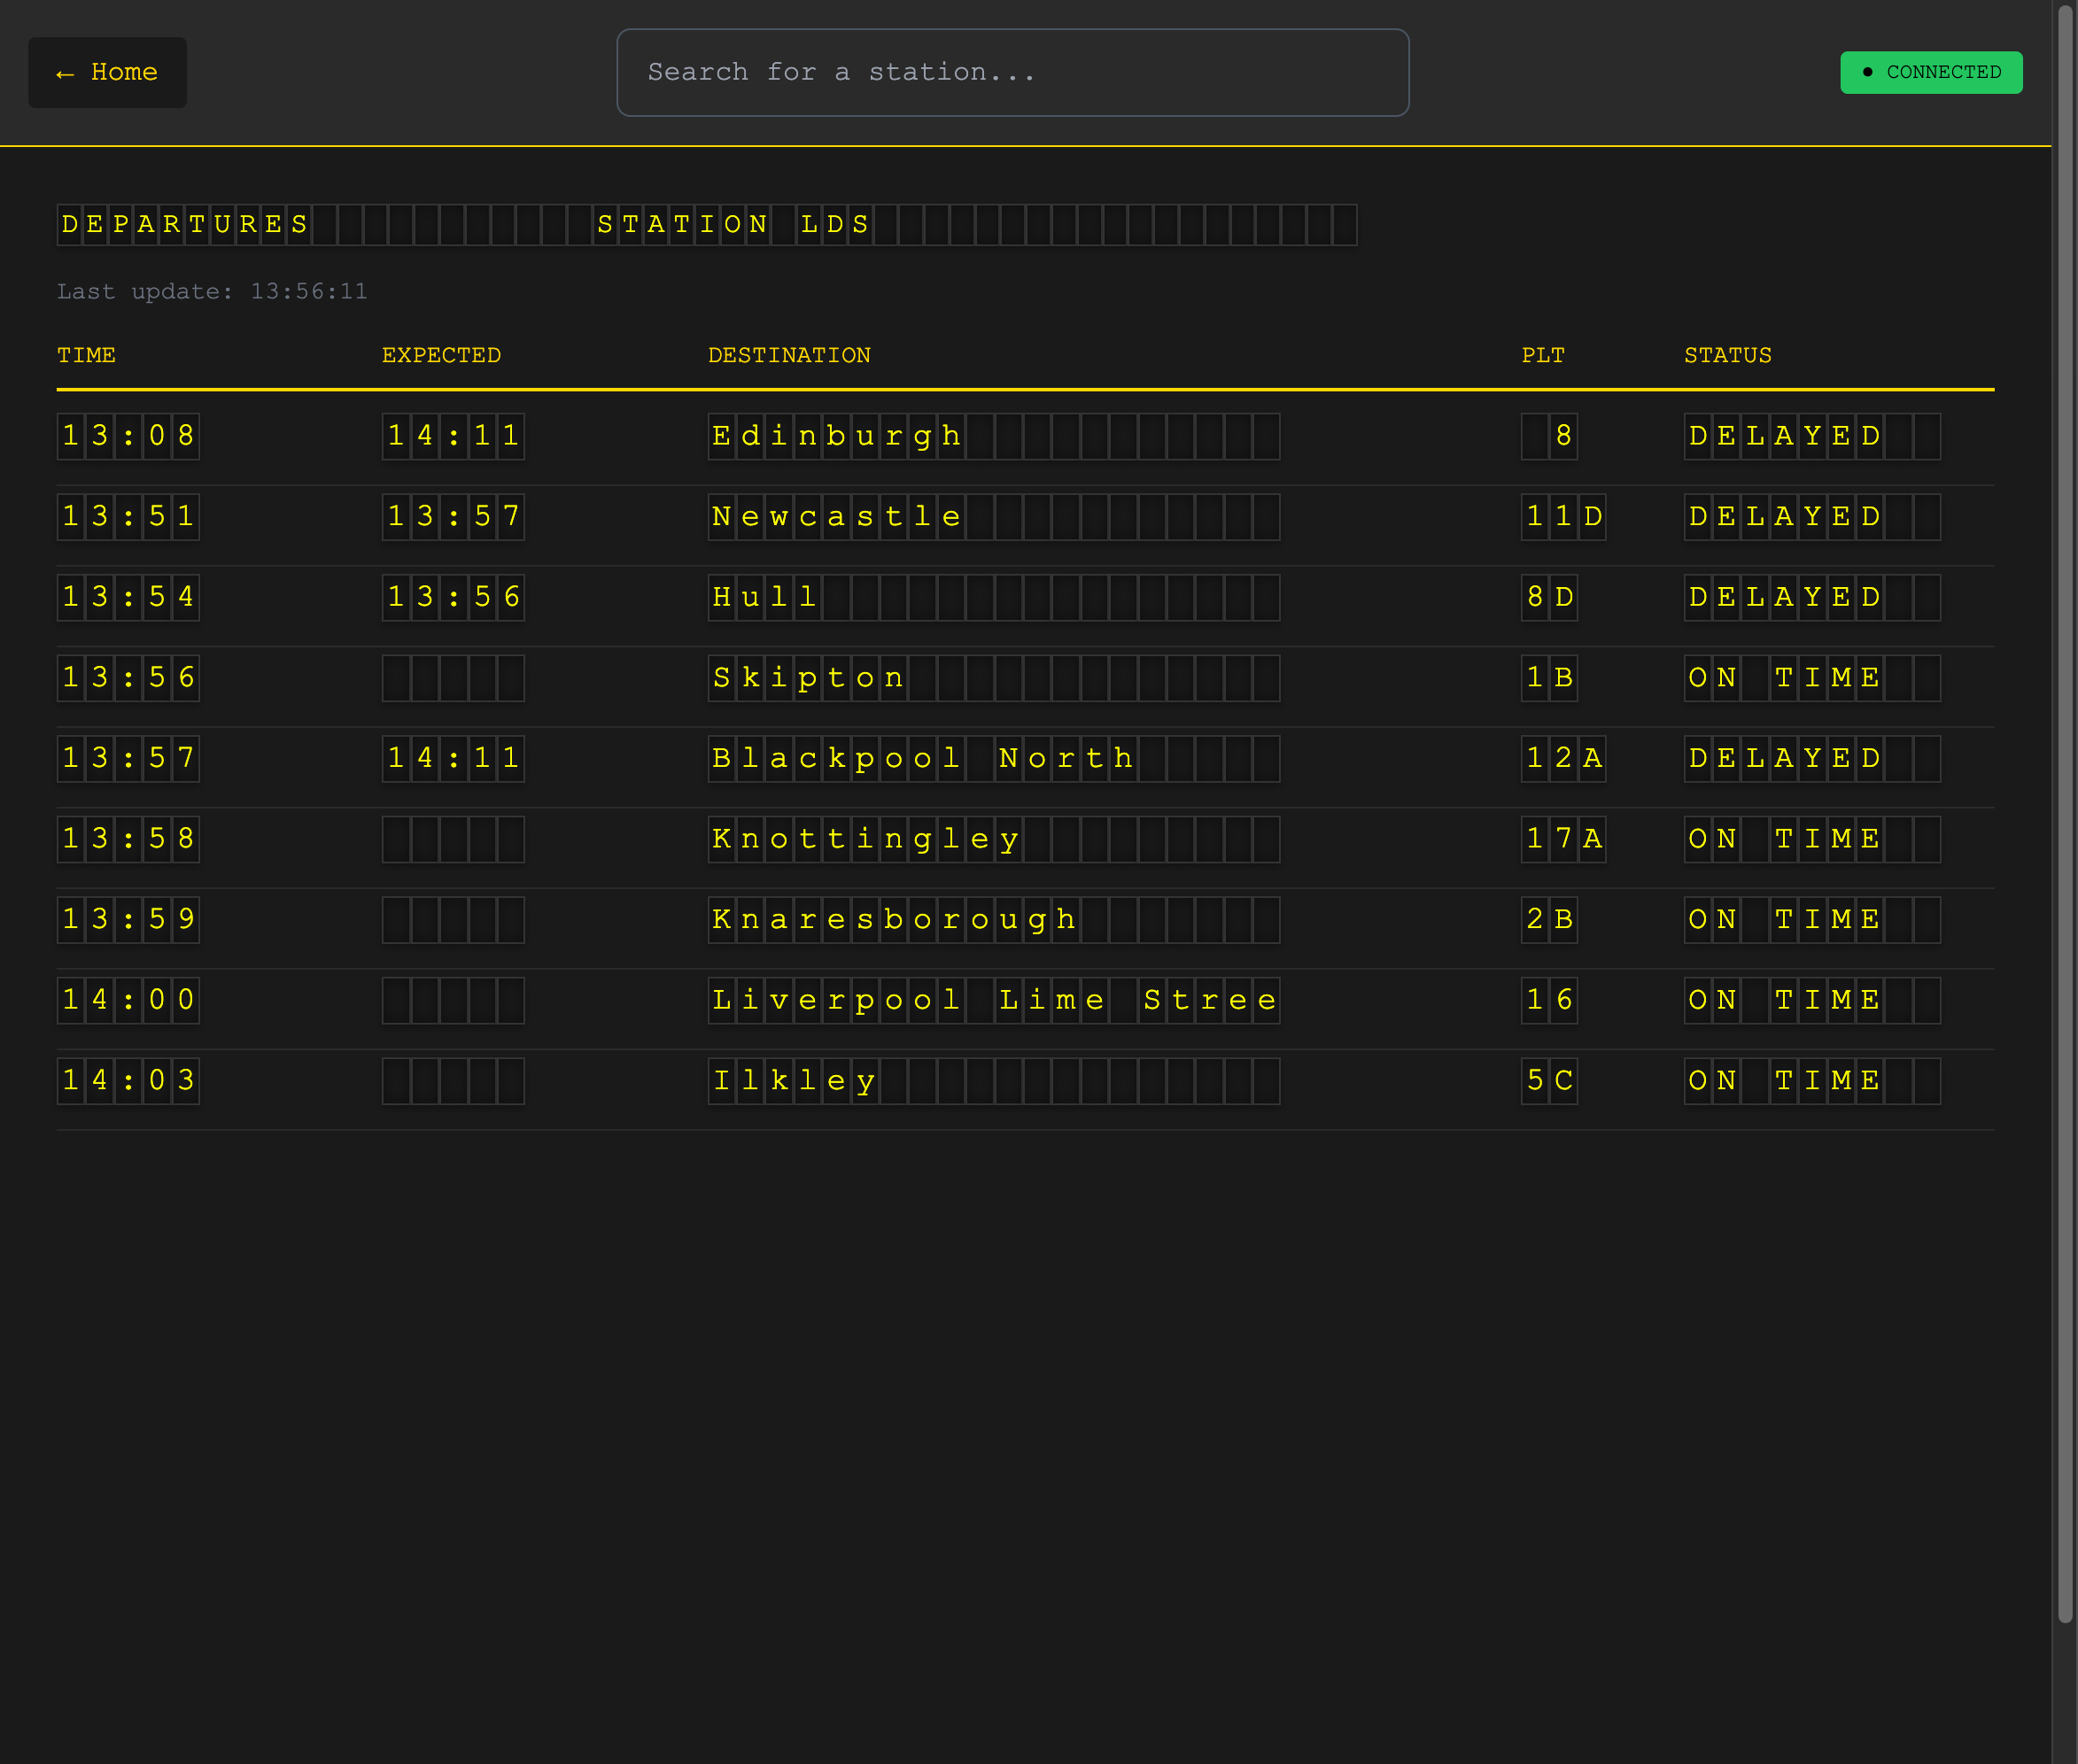 ← Home
Search for a station...
● CONNECTED
DEPARTURES STATION LDS
Last update: 13:56:11
TIME EXPECTED DESTINATION PLT STATUS
13:08 14:11 Edinburgh 8 DELAYED
13:51 13:57 Newcastle 11D DELAYED
13:54 13:56 Hull 8D DELAYED
13:56 Skipton 1B ON TIME
13:57 14:11 Blackpool North 12A DELAYED
13:58 Knottingley 17A ON TIME
13:59 Knaresborough 2B ON TIME
14:00 Liverpool Lime Stree 16 ON TIME
14:03 Ilkley 5C ON TIME